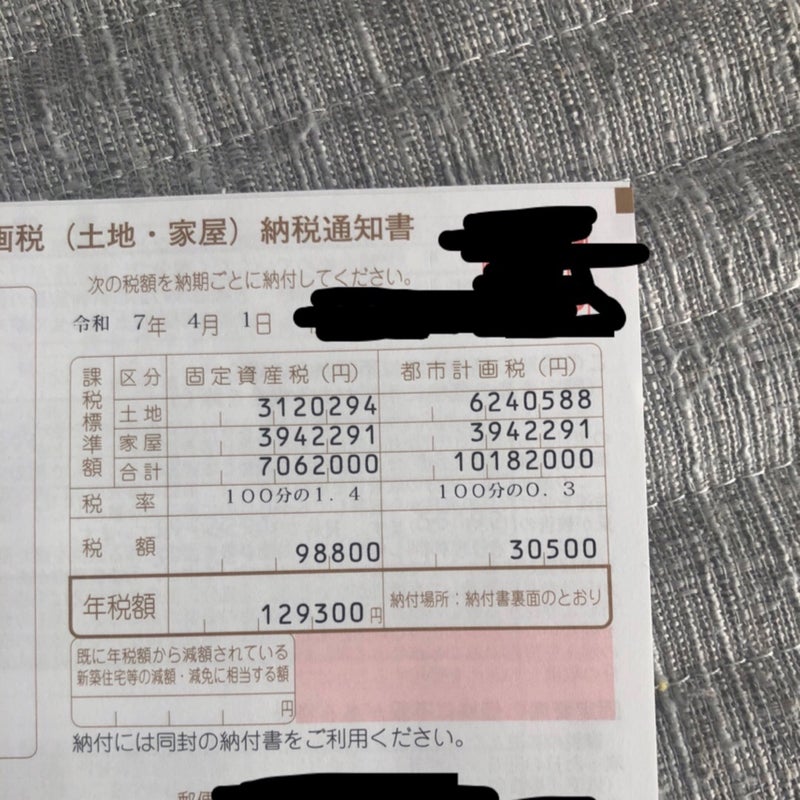 画税（土地・家屋）納税通知書
次の税額を納期ごとに納付してください。
令和 7年 4月 1日
課税標準額 区分 固定資産税（円） 都市計画税（円）
土地 3120294 6240588
家屋 3942291 3942291
合計 7062000 10182000
税率 100分の1.4 100分の0.3
税額 98800 30500
年税額 129300円 納付場所：納付書裏面のとおり
既に年税額から減額されている
新築住宅等の減額・減免に相当する額
円
納付には同封の納付書をご利用ください。
郵便